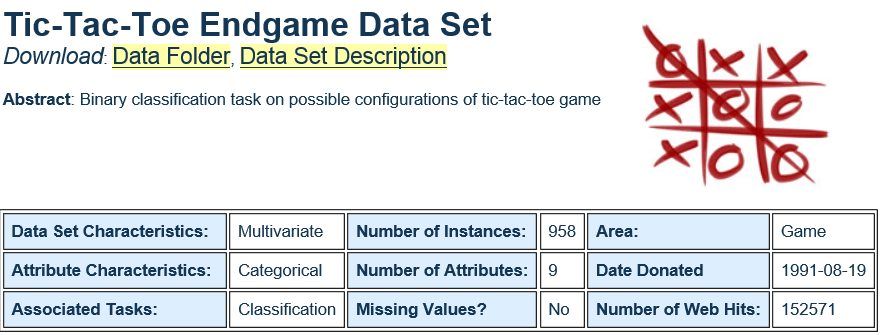 Tic-Tac-Toe Endgame Data Set
Download: Data Folder, Data Set Description
Abstract: Binary classification task on possible configurations of tic-tac-toe game
O X X
X O O
X O O
Data Set Characteristics: Multivariate Number of Instances: 958 Area: Game
Attribute Characteristics: Categorical Number of Attributes: 9 Date Donated 1991-08-19
Associated Tasks: Classification Missing Values? No Number of Web Hits: 152571